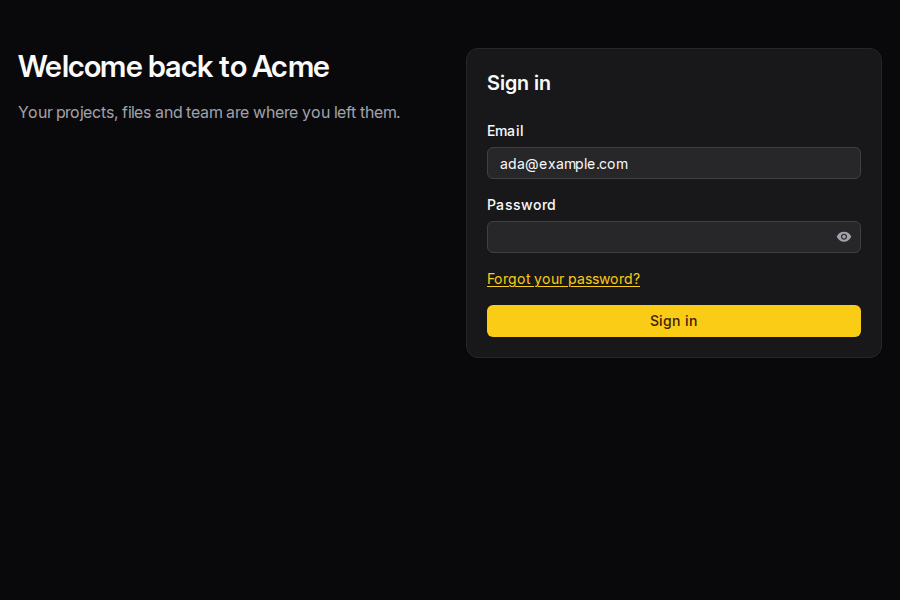 Welcome back to Acme
Your projects, files and team are where you left them.
Sign in
Email
ada@example.com
Password
Forgot your password?
Sign in